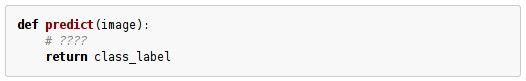 def predict(image):
    # ????
    return class_label